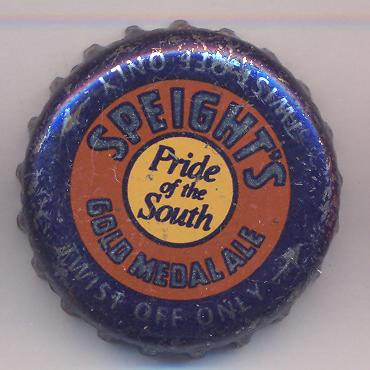 TWIST OFF ONLY
SPEIGHT'S
Pride
of the
South
GOLD MEDAL ALE
TWIST OFF ONLY